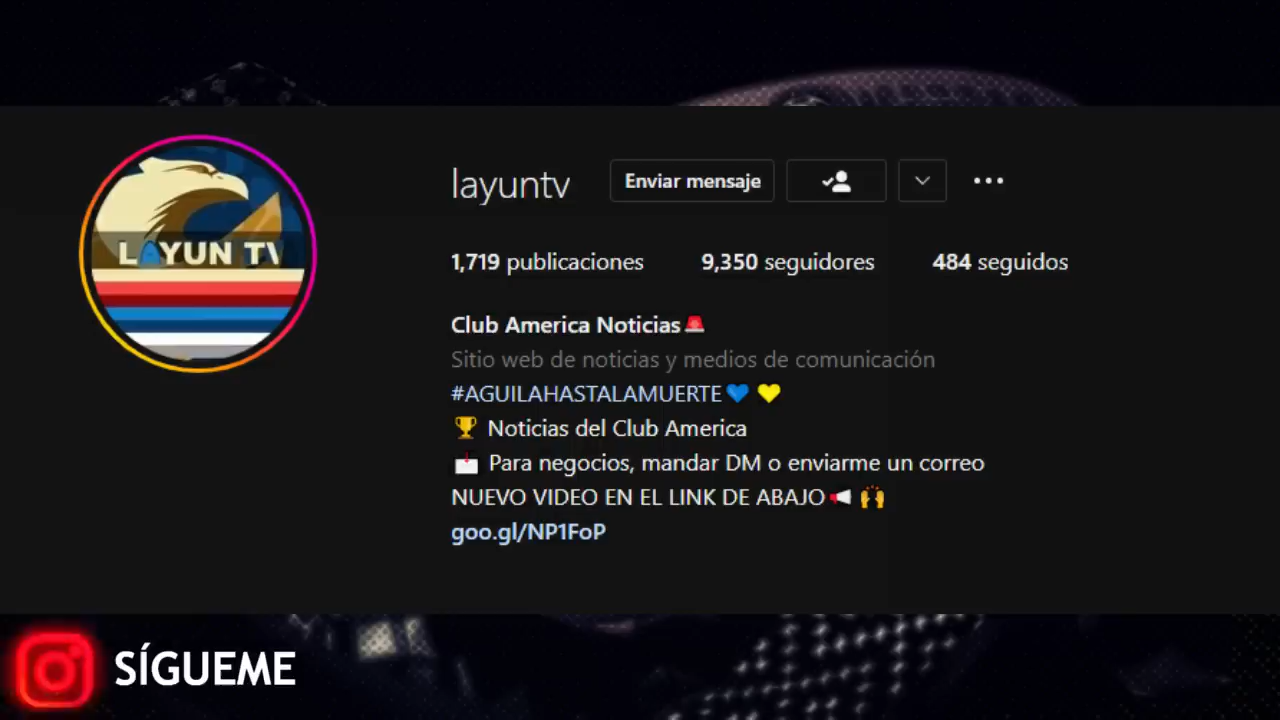 LAYUN TV
layuntv
Enviar mensaje
1,719 publicaciones 9,350 seguidores 484 seguidos
Club America Noticias🚨
Sitio web de noticias y medios de comunicación
#AGUILAHASTALAMUERTE💙 💛
🏆 Noticias del Club America
📩 Para negocios, mandar DM o enviarme un correo
NUEVO VIDEO EN EL LINK DE ABAJO📢 🙌
goo.gl/NP1FoP
SÍGUEME